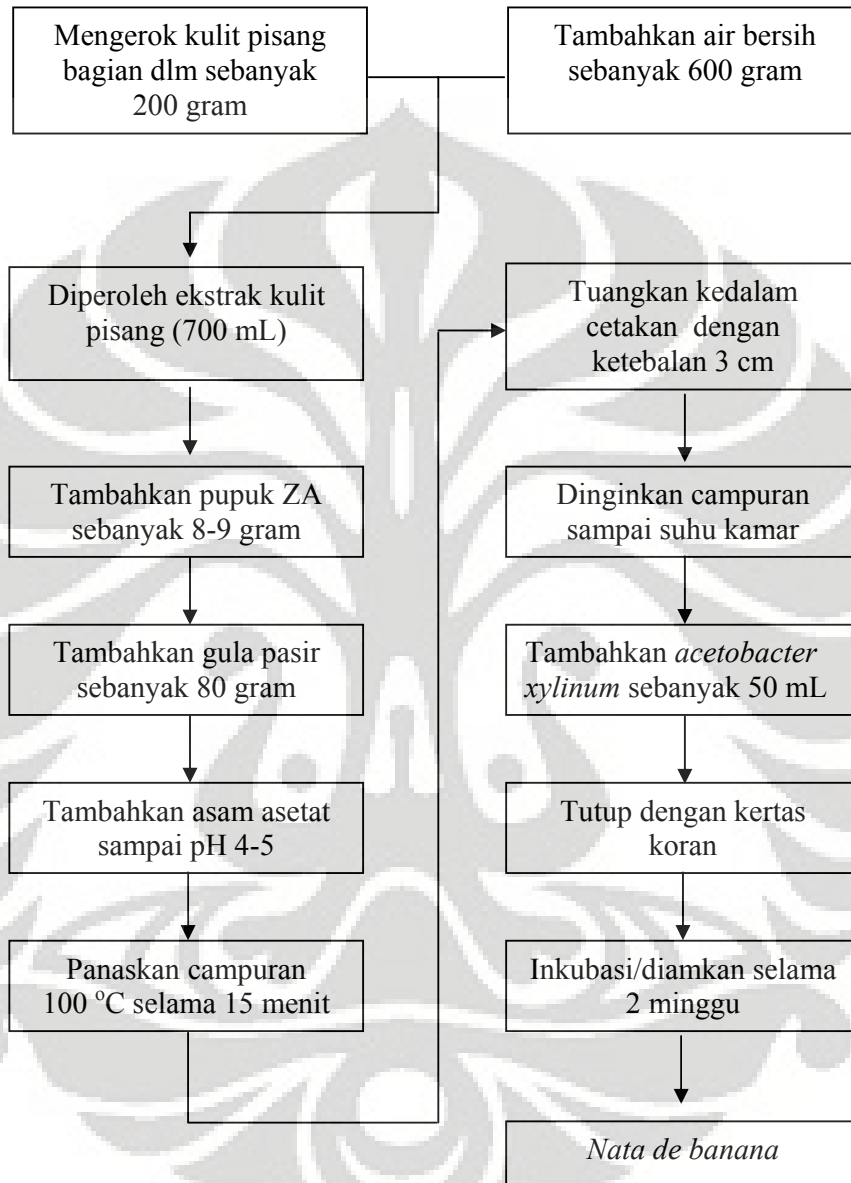 Mengerok kulit pisang
bagian dlm sebanyak
200 gram
Tambahkan air bersih
sebanyak 600 gram
Diperoleh ekstrak kulit
pisang (700 mL)
Tambahkan pupuk ZA
sebanyak 8-9 gram
Tambahkan gula pasir
sebanyak 80 gram
Tambahkan asam asetat
sampai pH 4-5
Panaskan campuran
100 °C selama 15 menit
Tuangkan kedalam
cetakan dengan
ketebalan 3 cm
Dinginkan campuran
sampai suhu kamar
Tambahkan acetobacter
xylinum sebanyak 50 mL
Tutup dengan kertas
koran
Inkubasi/diamkan selama
2 minggu
Nata de banana